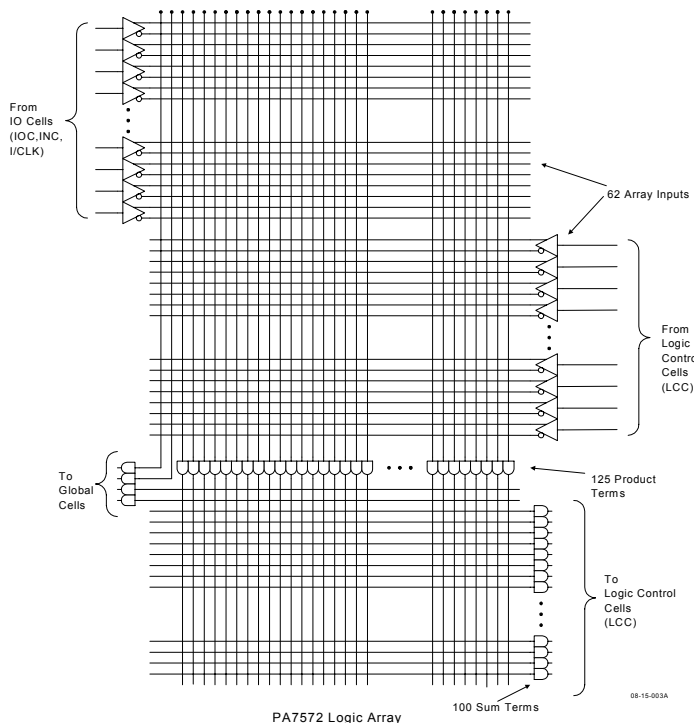 From
IO Cells
(IOC,INC,
I/CLK)
62 Array Inputs
From
Logic
Contro
Cells
(LCC)
To
Global
Cells
125 Product
Terms
To
Logic Control
Cells
(LCC)
100 Sum Terms
08-15-003A
PA7572 Logic Array